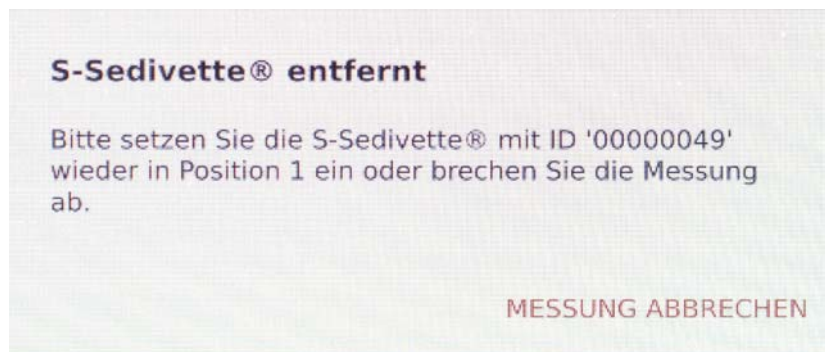 S-Sedivette® entfernt
Bitte setzen Sie die S-Sedivette® mit ID '00000049'
wieder in Position 1 ein oder brechen Sie die Messung
ab.
MESSUNG ABBRECHEN